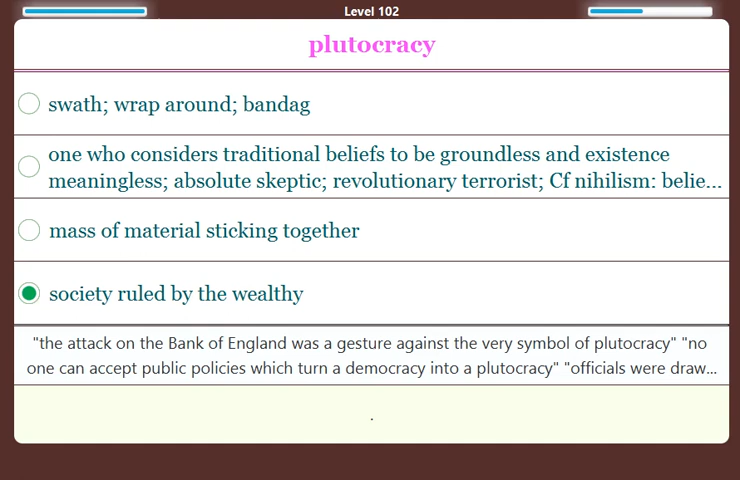 Level 102
plutocracy
swath; wrap around; bandag
one who considers traditional beliefs to be groundless and existence
meaningless; absolute skeptic; revolutionary terrorist; Cf nihilism: belie...
mass of material sticking together
society ruled by the wealthy
"the attack on the Bank of England was a gesture against the very symbol of plutocracy" "no
one can accept public policies which turn a democracy into a plutocracy" "officials were draw...
.